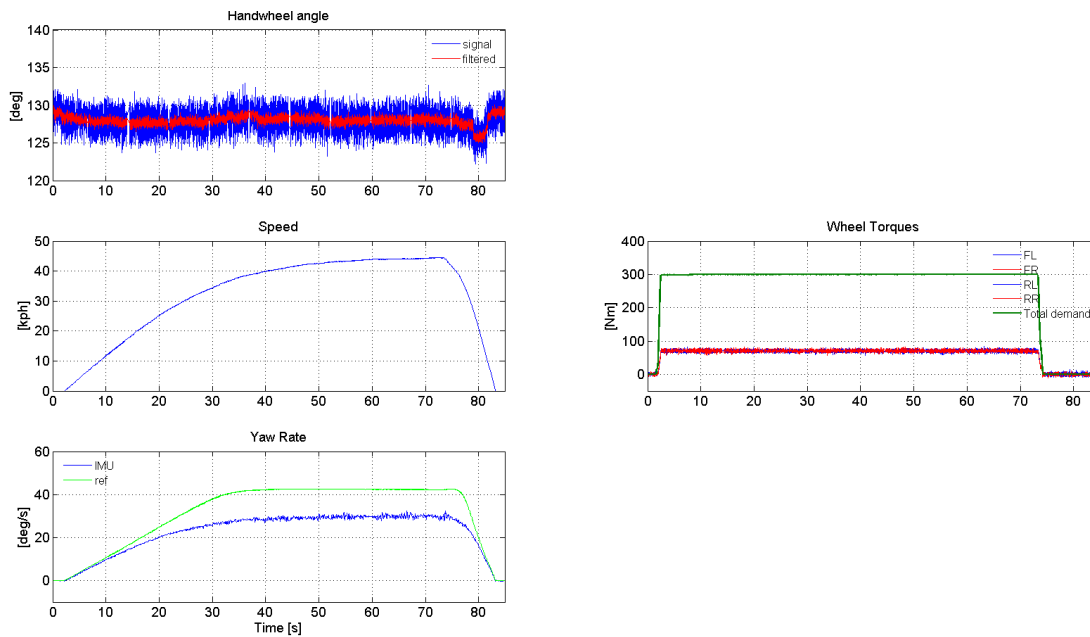 Handwheel angle
140
135
130
125
120
[deg]
signal
filtered
0 10 20 30 40 50 60 70 80
Speed
50
40
30
20
10
0
[kph]
0 10 20 30 40 50 60 70 80
Wheel Torques
400
300
200
100
0
[Nm]
FL
FR
RL
RR
Total demand
0 10 20 30 40 50 60 70 80
Yaw Rate
60
40
20
0
[deg/s]
IMU
ref
0 10 20 30 40 50 60 70 80
Time [s]